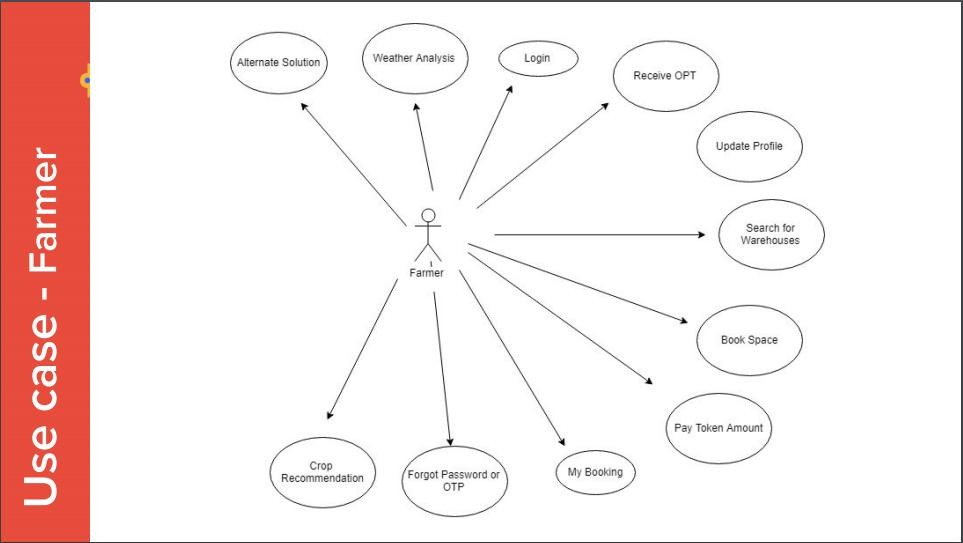 Use case - Farmer
Alternate Solution
Weather Analysis
Login
Receive OPT
Update Profile
Search for
Warehouses
Farmer
Book Space
Pay Token Amount
Crop
Recommendation
Forgot Password or
OTP
My Booking